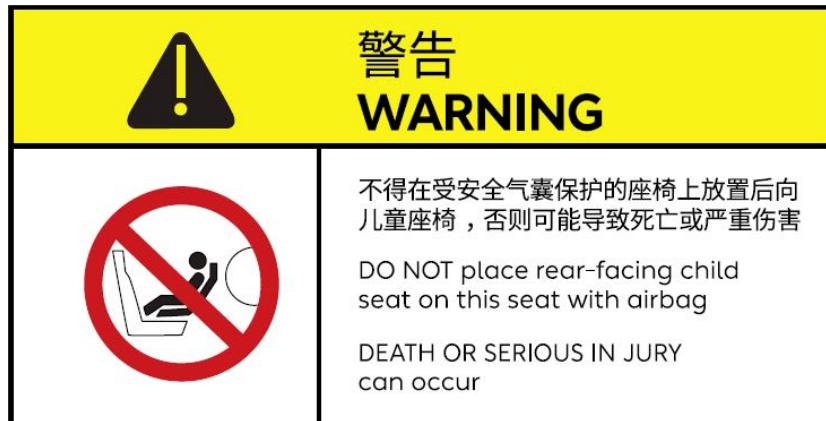 警告
WARNING
不得在受安全气囊保护的座椅上放置后向
儿童座椅，否则可能导致死亡或严重伤害
DO NOT place rear-facing child
seat on this seat with airbag
DEATH OR SERIOUS IN JURY
can occur